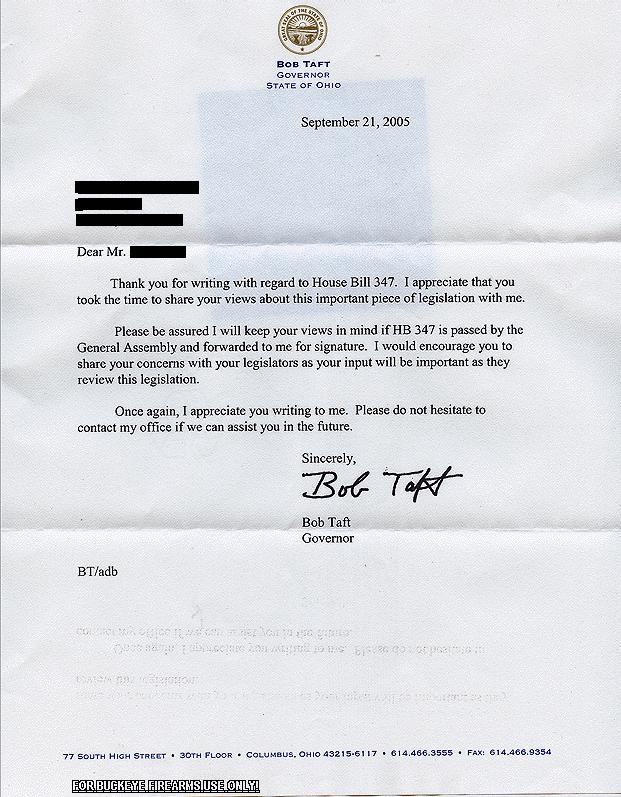 GREAT SEAL OF THE STATE OF OHIO
BOB TAFT
GOVERNOR
STATE OF OHIO
September 21, 2005
Dear Mr.
Thank you for writing with regard to House Bill 347. I appreciate that you
took the time to share your views about this important piece of legislation with me.
Please be assured I will keep your views in mind if HB 347 is passed by the
General Assembly and forwarded to me for signature. I would encourage you to
share your concerns with your legislators as your input will be important as they
review this legislation.
Once again, I appreciate you writing to me. Please do not hesitate to
contact my office if we can assist you in the future.
Sincerely,
Bob Taft
Bob Taft
Governor
BT/adb
77 SOUTH HIGH STREET • 30TH FLOOR • COLUMBUS, OHIO 43215-6117 • 614.466.3555 • FAX: 614.466.9354
FOR BUCKEYE FIREARMS USE ONLY!